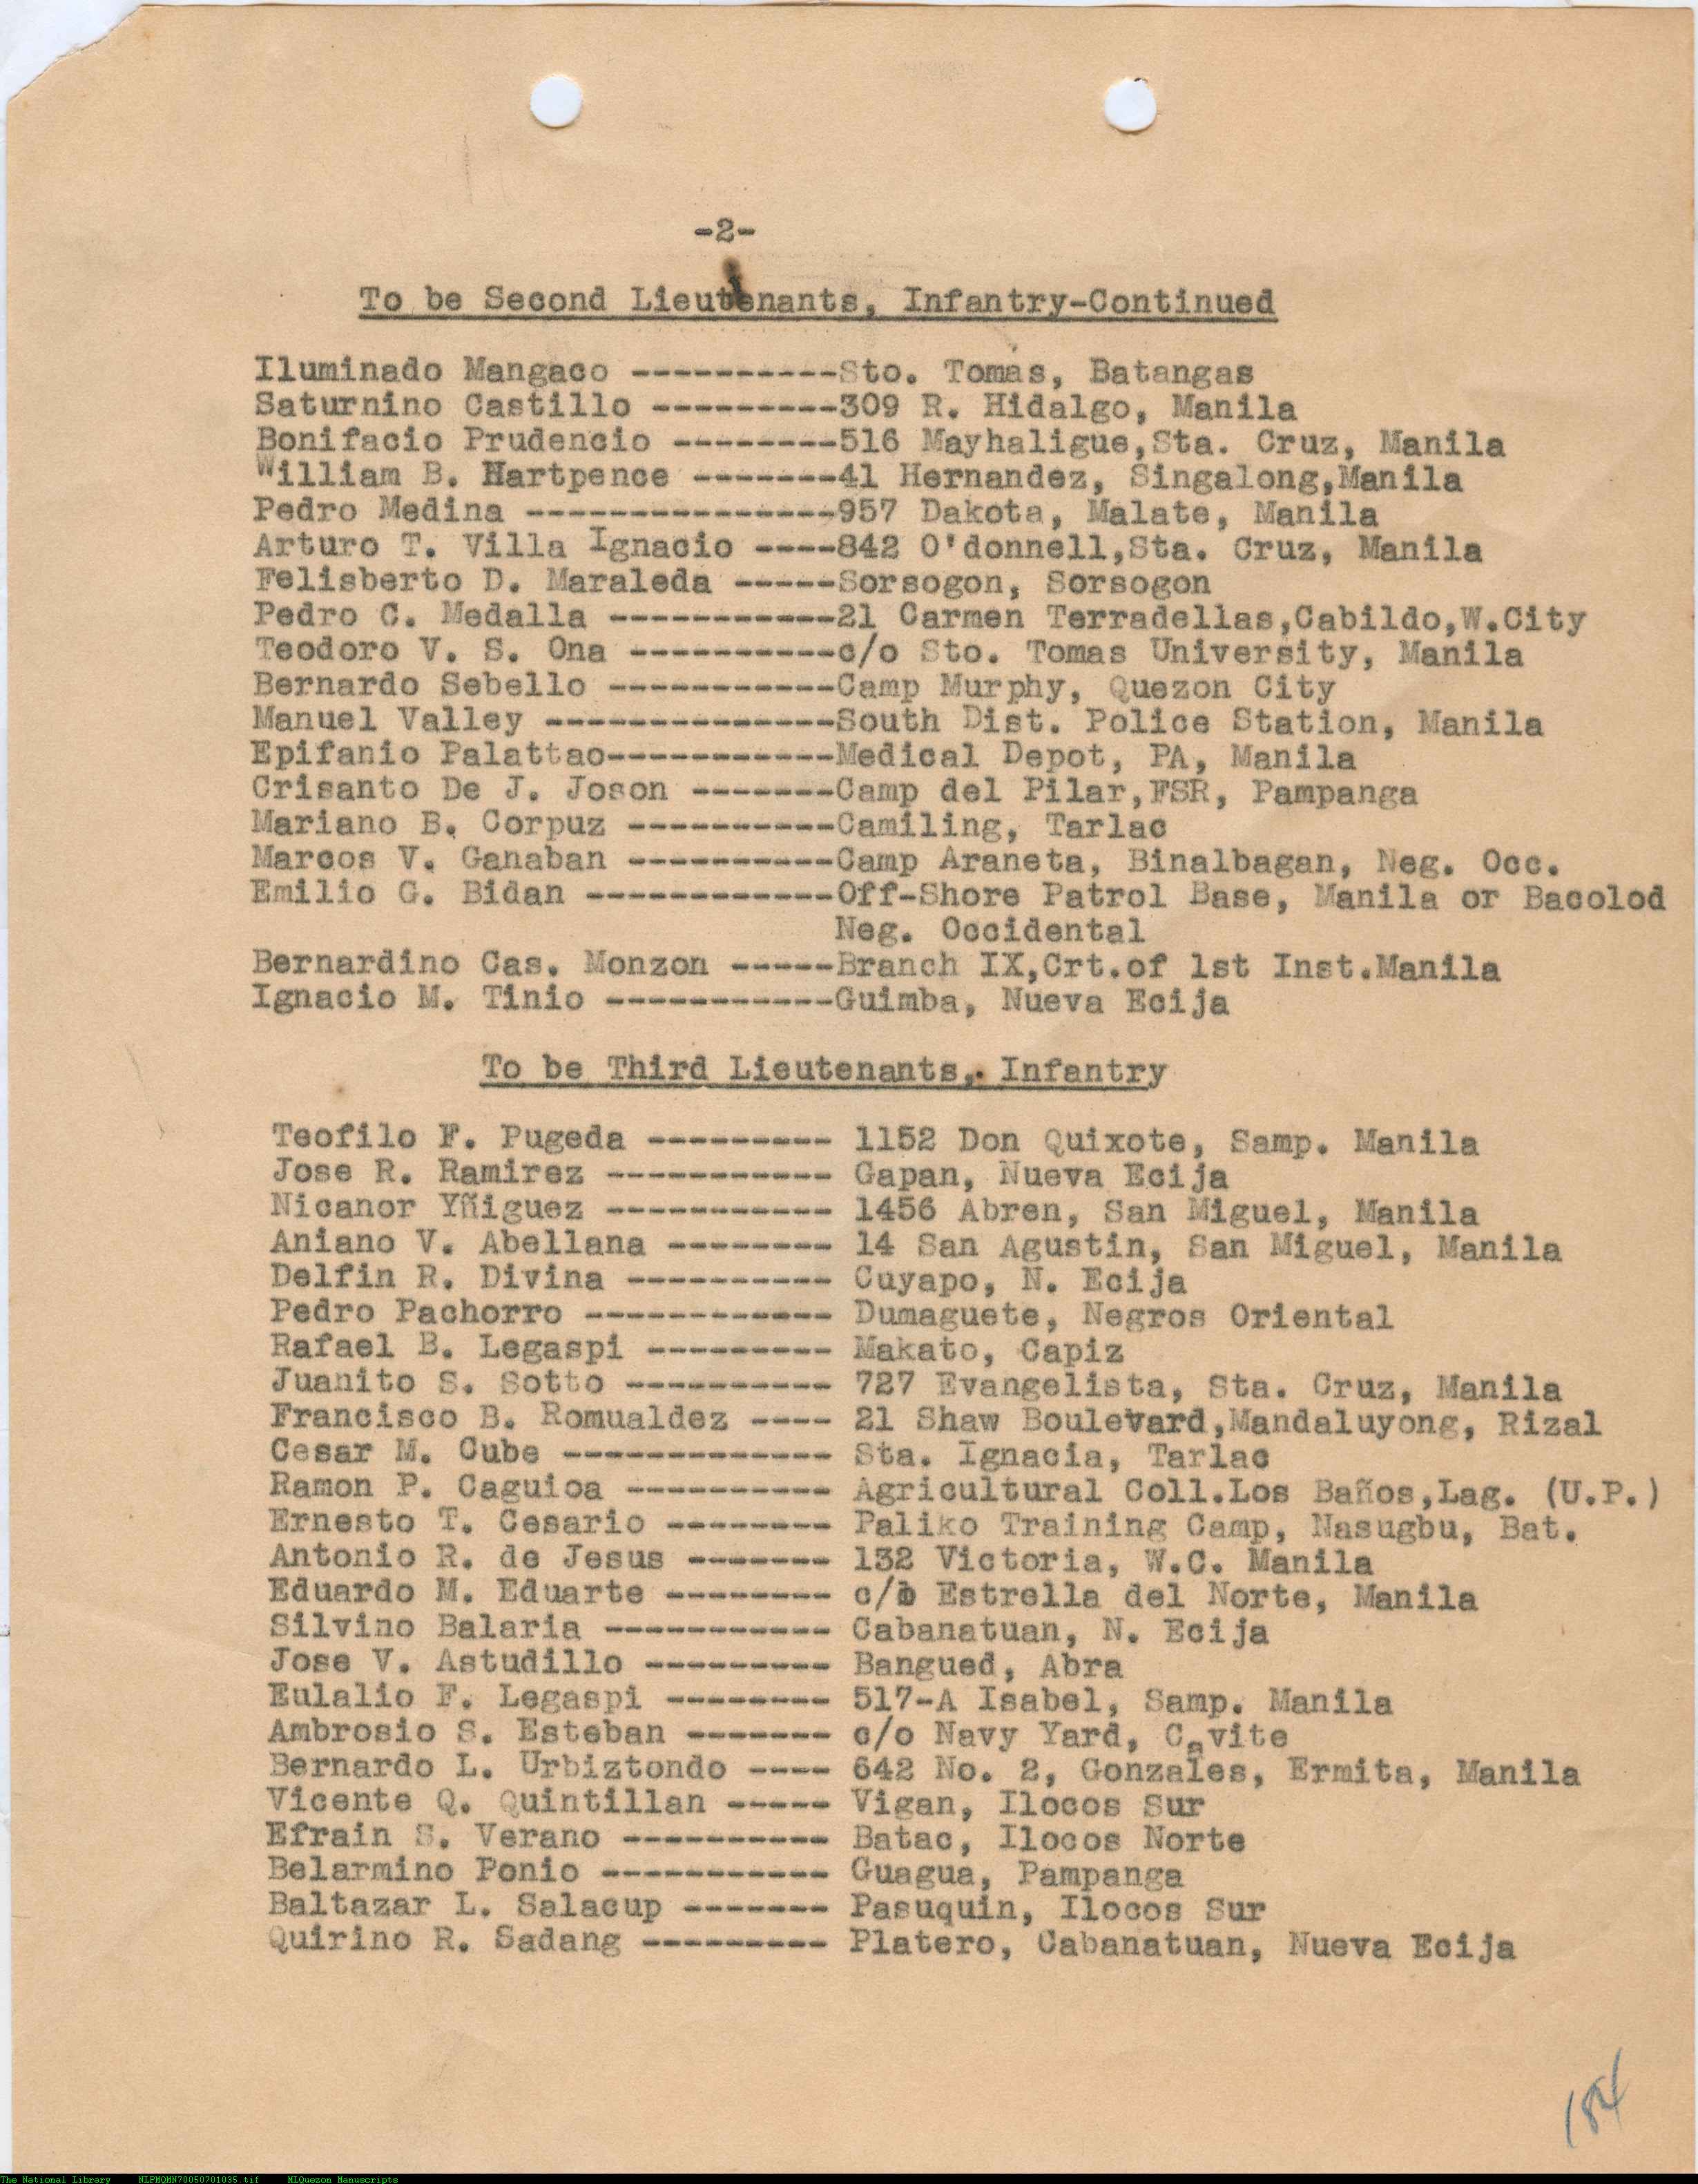 -2-
To be Second Lieutenants, Infantry-Continued
Iluminado Mangaco ----------Sto. Tomas, Batangas
Saturnino Castillo ---------309 R. Hidalgo, Manila
Bonifacio Prudencio --------516 Mayhaligue,Sta. Cruz, Manila
William B. Hartpence -------41 Hernandez, Singalong,Manila
Pedro Medina ---------------957 Dakota, Malate, Manila
Arturo T. Villa Ignacio ----842 O'donnell,Sta. Cruz, Manila
Felisberto D. Maraleda -----Sorsogon, Sorsogon
Pedro C. Medalla -----------21 Carmen Terradellas,Cabildo,W.City
Teodoro V. S. Ona ----------c/o Sto. Tomas University, Manila
Bernardo Sebello -----------Camp Murphy, Quezon City
Manuel Valley --------------South Dist. Police Station, Manila
Epifanio Palattao-----------Medical Depot, PA, Manila
Crisanto De J. Joson -------Camp del Pilar,FSR, Pampanga
Mariano B. Corpuz ----------Camiling, Tarlac
Marcos V. Ganaban ----------Camp Araneta, Binalbagan, Neg. Occ.
Emilio G. Bidan ------------Off-Shore Patrol Base, Manila or Bacolod
Neg. Occidental
Bernardino Cas. Monzon -----Branch IX,Crt.of 1st Inst.Manila
Ignacio M. Tinio -----------Guimba, Nueva Ecija
To be Third Lieutenants,. Infantry
Teofilo F. Pugeda --------- 1152 Don Quixote, Samp. Manila
Jose R. Ramirez ----------- Gapan, Nueva Ecija
Nicanor Yñiguez ----------- 1456 Abren, San Miguel, Manila
Aniano V. Abellana -------- 14 San Agustin, San Miguel, Manila
Delfin R. Divina ---------- Cuyapo, N. Ecija
Pedro Pachorro ------------ Dumaguete, Negros Oriental
Rafael B. Legaspi --------- Makato, Capiz
Juanito S. Sotto ---------- 727 Evangelista, Sta. Cruz, Manila
Francisco B. Romualdez ---- 21 Shaw Boulevard,Mandaluyong, Rizal
Cesar M. Cube ------------- Sta. Ignacia, Tarlac
Ramon P. Caguioa ---------- Agricultural Coll.Los Baños,Lag. (U.P.)
Ernesto T. Cesario -------- Paliko Training Camp, Nasugbu, Bat.
Antonio R. de Jesus ------- 132 Victoria, W.C. Manila
Eduardo M. Eduarte -------- c/o Estrella del Norte, Manila
Silvino Balaria ----------- Cabanatuan, N. Ecija
Jose V. Astudillo --------- Bangued, Abra
Eulalio F. Legaspi -------- 517-A Isabel, Samp. Manila
Ambrosio S. Esteban ------- c/o Navy Yard, Cavite
Bernardo L. Urbiztondo ---- 642 No. 2, Gonzales, Ermita, Manila
Vicente Q. Quintillan ----- Vigan, Ilocos Sur
Efrain S. Verano ---------- Batac, Ilocos Norte
Belarmino Ponio ----------- Guagua, Pampanga
Baltazar L. Salacup ------- Pasuquin, Ilocos Sur
Quirino R. Sadang --------- Platero, Cabanatuan, Nueva Ecija
184
The National Library NLPMQMN70050701035.tif MLQuezon Manuscripts